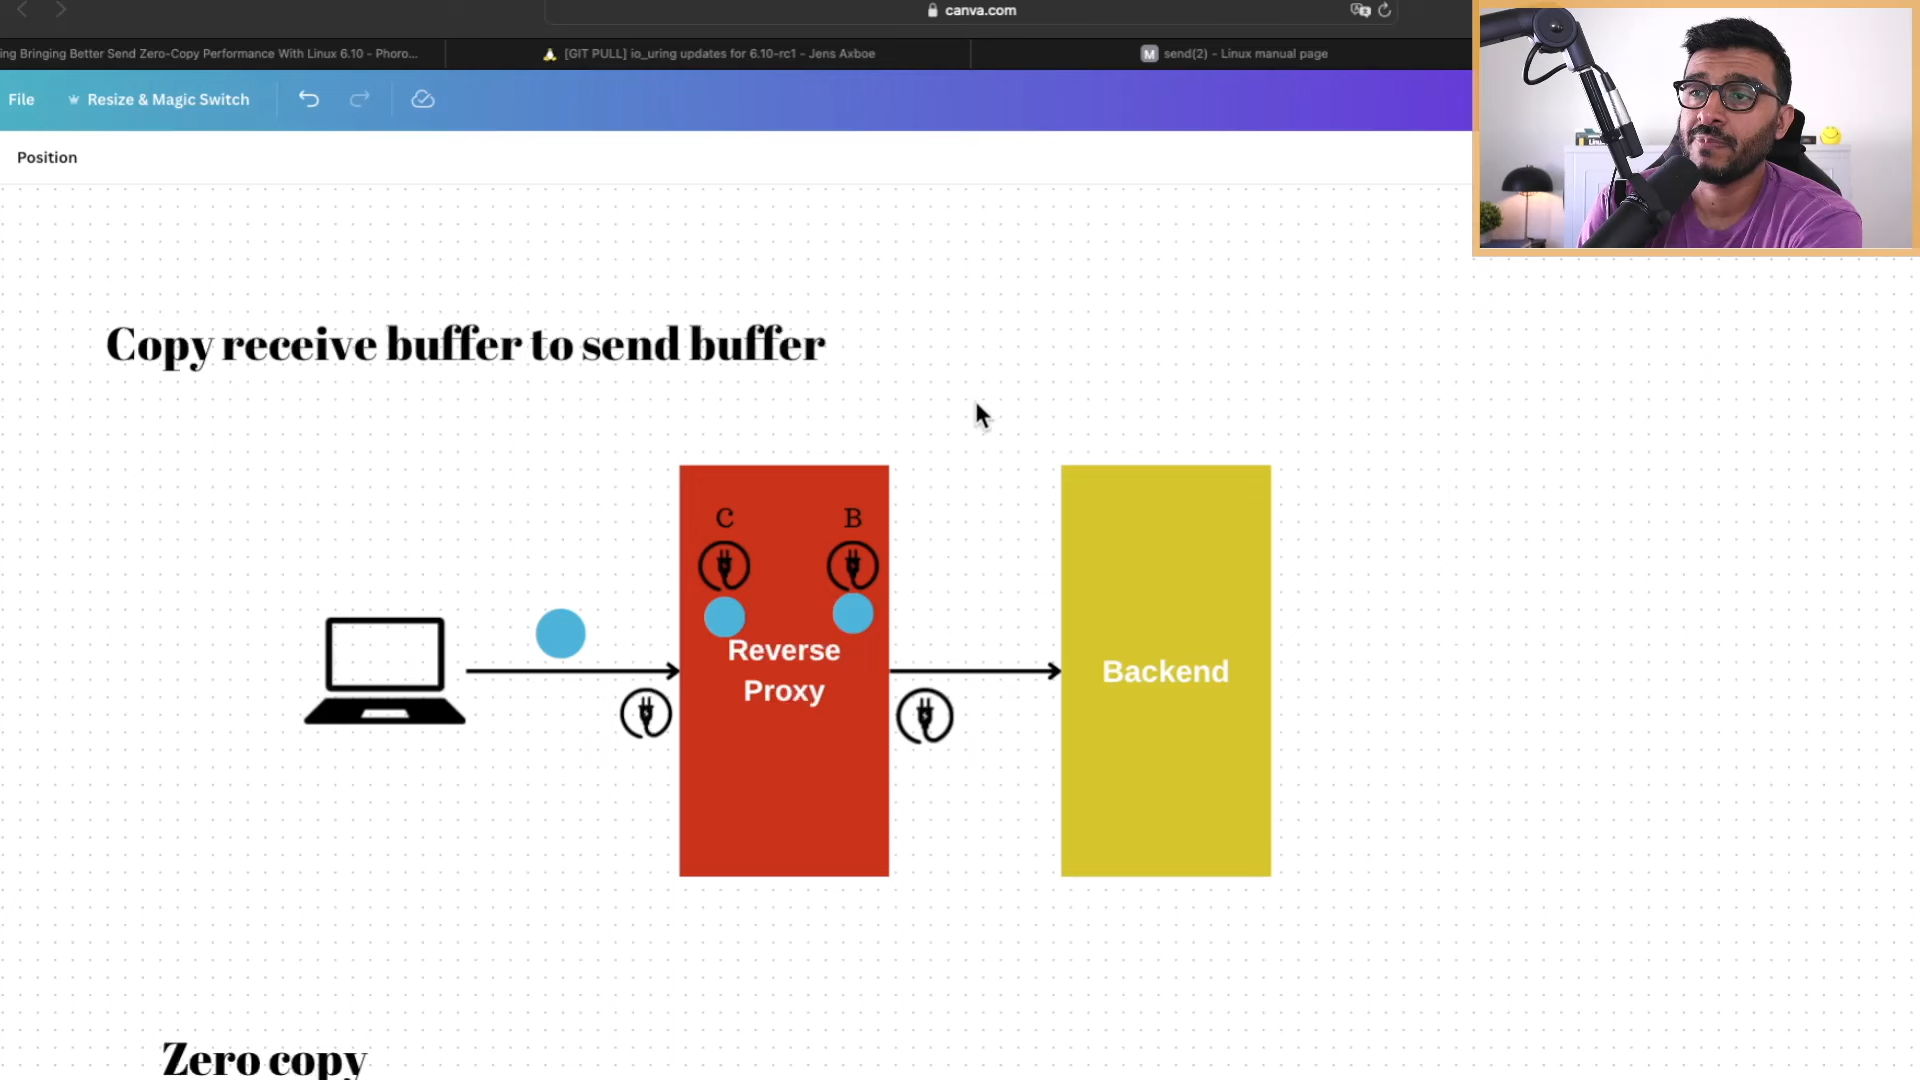 canva.com
ing Bringing Better Send Zero-Copy Performance With Linux 6.10 - Phoro...
[GIT PULL] io_uring updates for 6.10-rc1 - Jens Axboe
M send(2) - Linux manual page
File
Resize & Magic Switch
Position
Copy receive buffer to send buffer
C
B
Reverse
Proxy
Backend
Zero copy